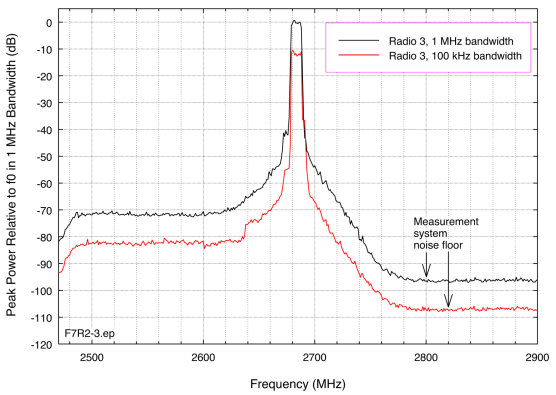 0
-10
-20
-30
-40
-50
-60
-70
-80
-90
-100
-110
-120
Peak Power Relative to f0 in 1 MHz Bandwidth (dB)
Radio 3, 1 MHz bandwidth
Radio 3, 100 kHz bandwidth
Measurement
system
noise floor
F7R2-3.ep
2500 2600 2700 2800 2900
Frequency (MHz)